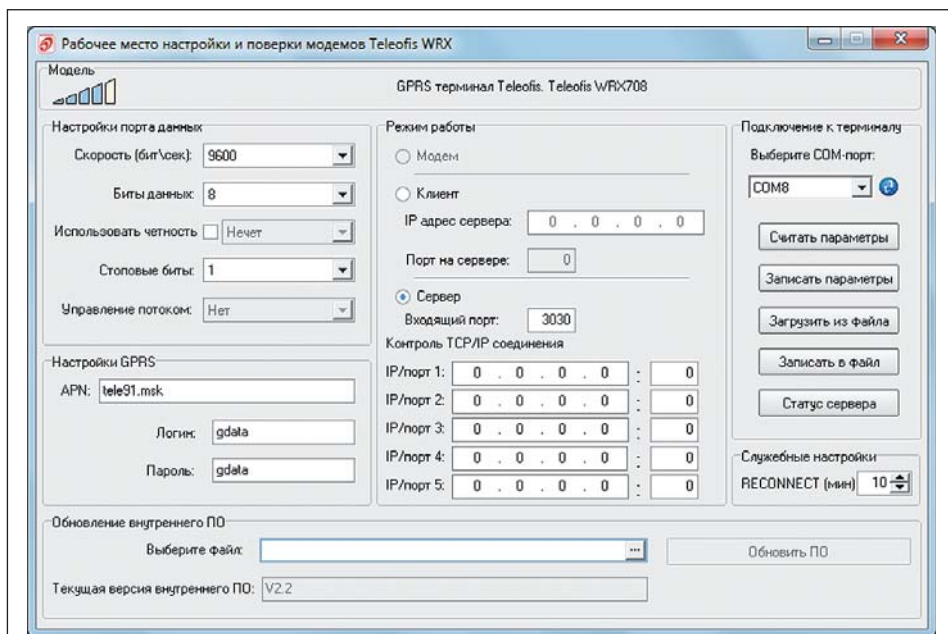 Рабочее место настройки и поверки модемов Teleofis WRX
Модель
GPRS терминал Teleofis. Teleofis WRX708
Настройки порта данных
Скорость (бит\сек): 9600
Биты данных: 8
Использовать четность Нечет
Стоповые биты: 1
Управление потоком: Нет
Настройки GPRS
APN: tele91.msk
Логин: gdata
Пароль: gdata
Режим работы
Модем
Клиент
IP адрес сервера: 0 . 0 . 0 . 0
Порт на сервере: 0
Сервер
Входящий порт: 3030
Контроль TCP/IP соединения
IP/порт 1: 0 . 0 . 0 . 0 : 0
IP/порт 2: 0 . 0 . 0 . 0 : 0
IP/порт 3: 0 . 0 . 0 . 0 : 0
IP/порт 4: 0 . 0 . 0 . 0 : 0
IP/порт 5: 0 . 0 . 0 . 0 : 0
Подключение к терминалу
Выберите COM-порт:
COM8
Считать параметры
Записать параметры
Загрузить из файла
Записать в файл
Статус сервера
Служебные настройки
RECONNECT (мин) 10
Обновление внутреннего ПО
Выберите файл: ...
Обновить ПО
Текущая версия внутреннего ПО: V2.2